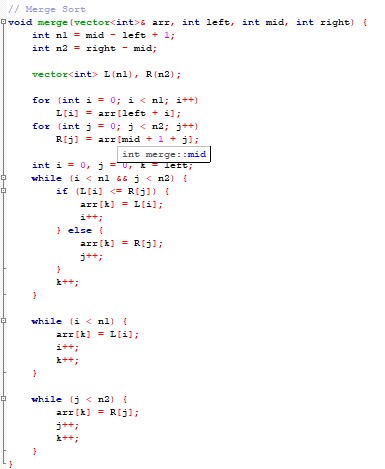 // Merge Sort
void merge(vector<int>& arr, int left, int mid, int right) {
    int n1 = mid - left + 1;
    int n2 = right - mid;

    vector<int> L(n1), R(n2);

    for (int i = 0; i < n1; i++)
        L[i] = arr[left + i];
    for (int j = 0; j < n2; j++)
        R[j] = arr[mid + 1 + j];
int merge::mid
    int i = 0, j = 0, k = left;
    while (i < n1 && j < n2) {
        if (L[i] <= R[j]) {
            arr[k] = L[i];
            i++;
        } else {
            arr[k] = R[j];
            j++;
        }
        k++;
    }

    while (i < n1) {
        arr[k] = L[i];
        i++;
        k++;
    }

    while (j < n2) {
        arr[k] = R[j];
        j++;
        k++;
    }
}